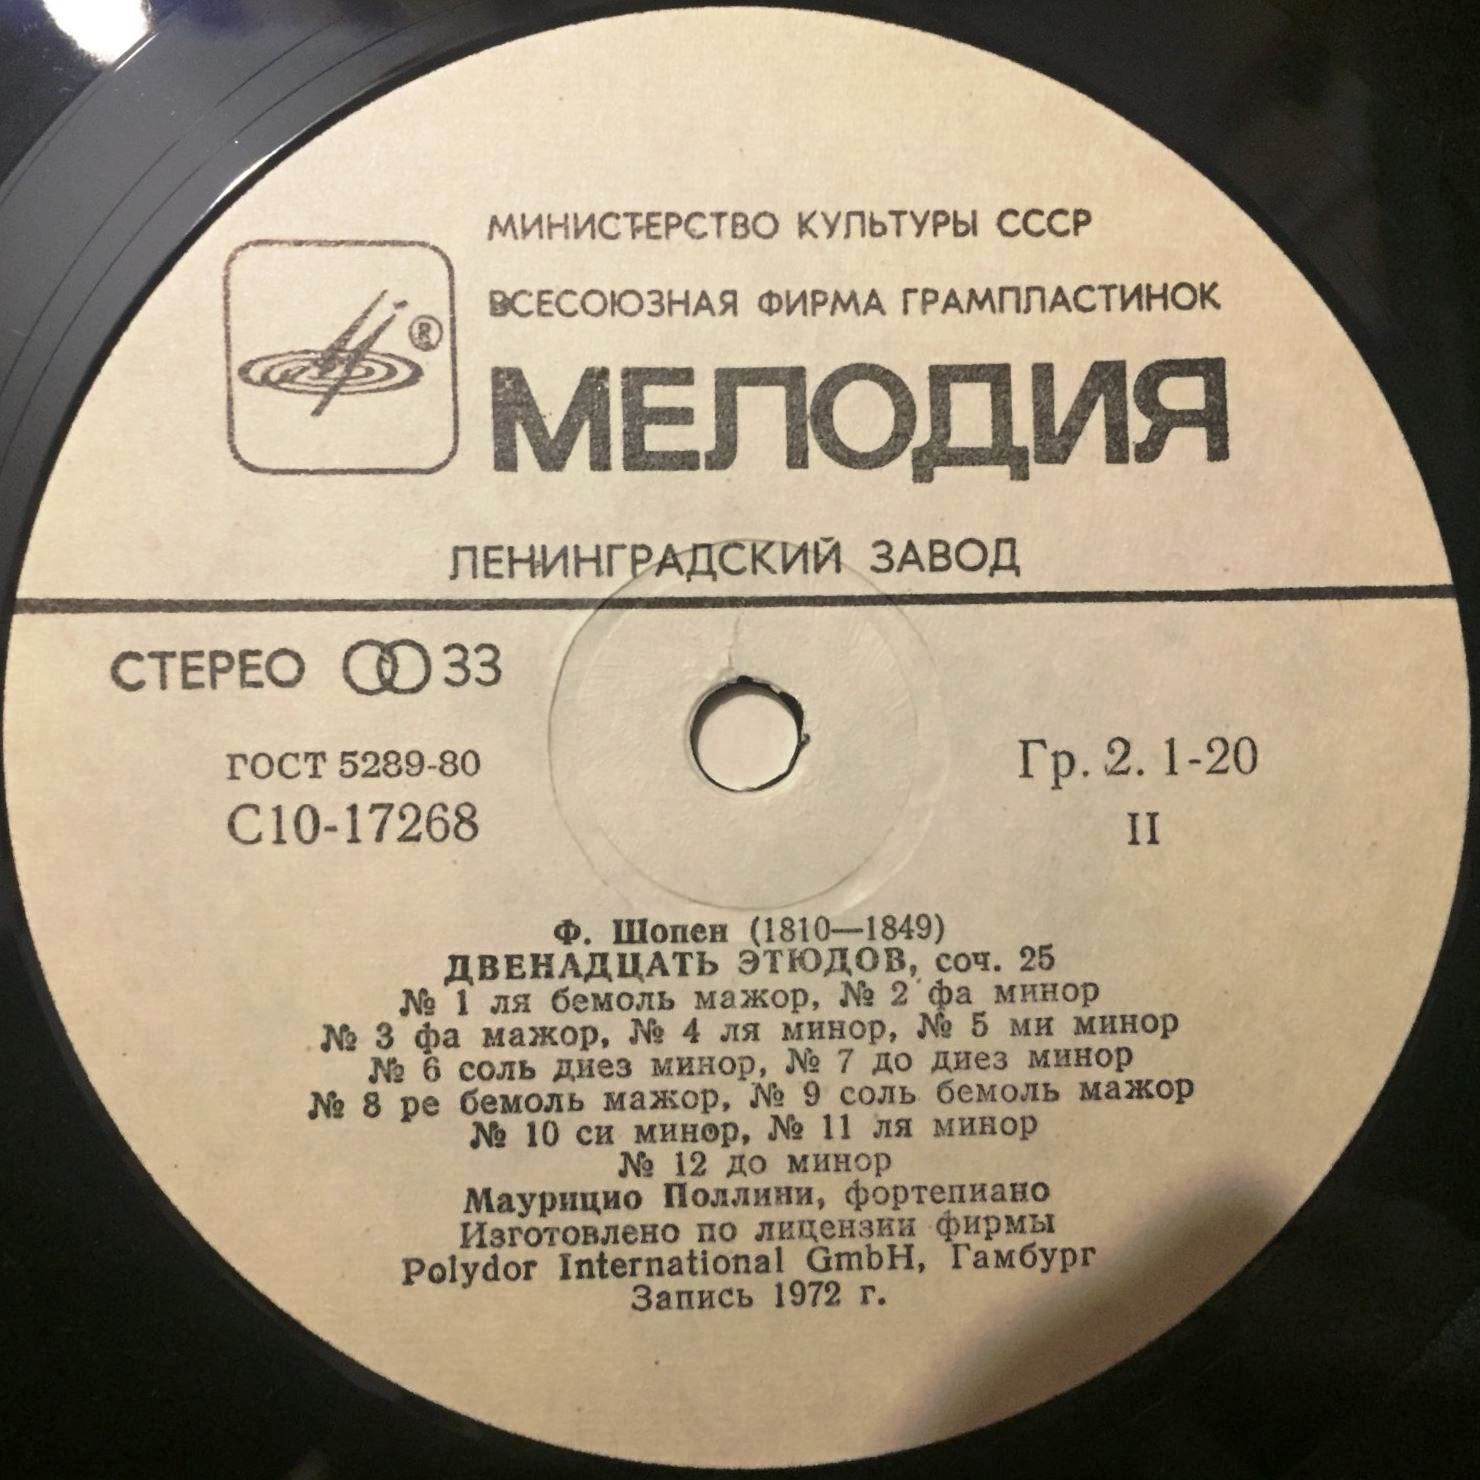 МИНИСТЕРСТВО КУЛЬТУРЫ СССР
ВСЕСОЮЗНАЯ ФИРМА ГРАМПЛАСТИНОК
®
МЕЛОДИЯ
ЛЕНИНГРАДСКИЙ ЗАВОД
СТЕРЕО 33
ГОСТ 5289-80
Гр. 2. 1-20
С10-17268
II
Ф. Шопен (1810—1849)
ДВЕНАДЦАТЬ ЭТЮДОВ, соч. 25
№ 1 ля бемоль мажор, № 2 фа минор
№ 3 фа мажор, № 4 ля минор, № 5 ми минор
№ 6 соль диез минор, № 7 до диез минор
№ 8 ре бемоль мажор, № 9 соль бемоль мажор
№ 10 си минор, № 11 ля минор
№ 12 до минор
Маурицио Поллини, фортепиано
Изготовлено по лицензии фирмы
Polydor International GmbH, Гамбург
Запись 1972 г.